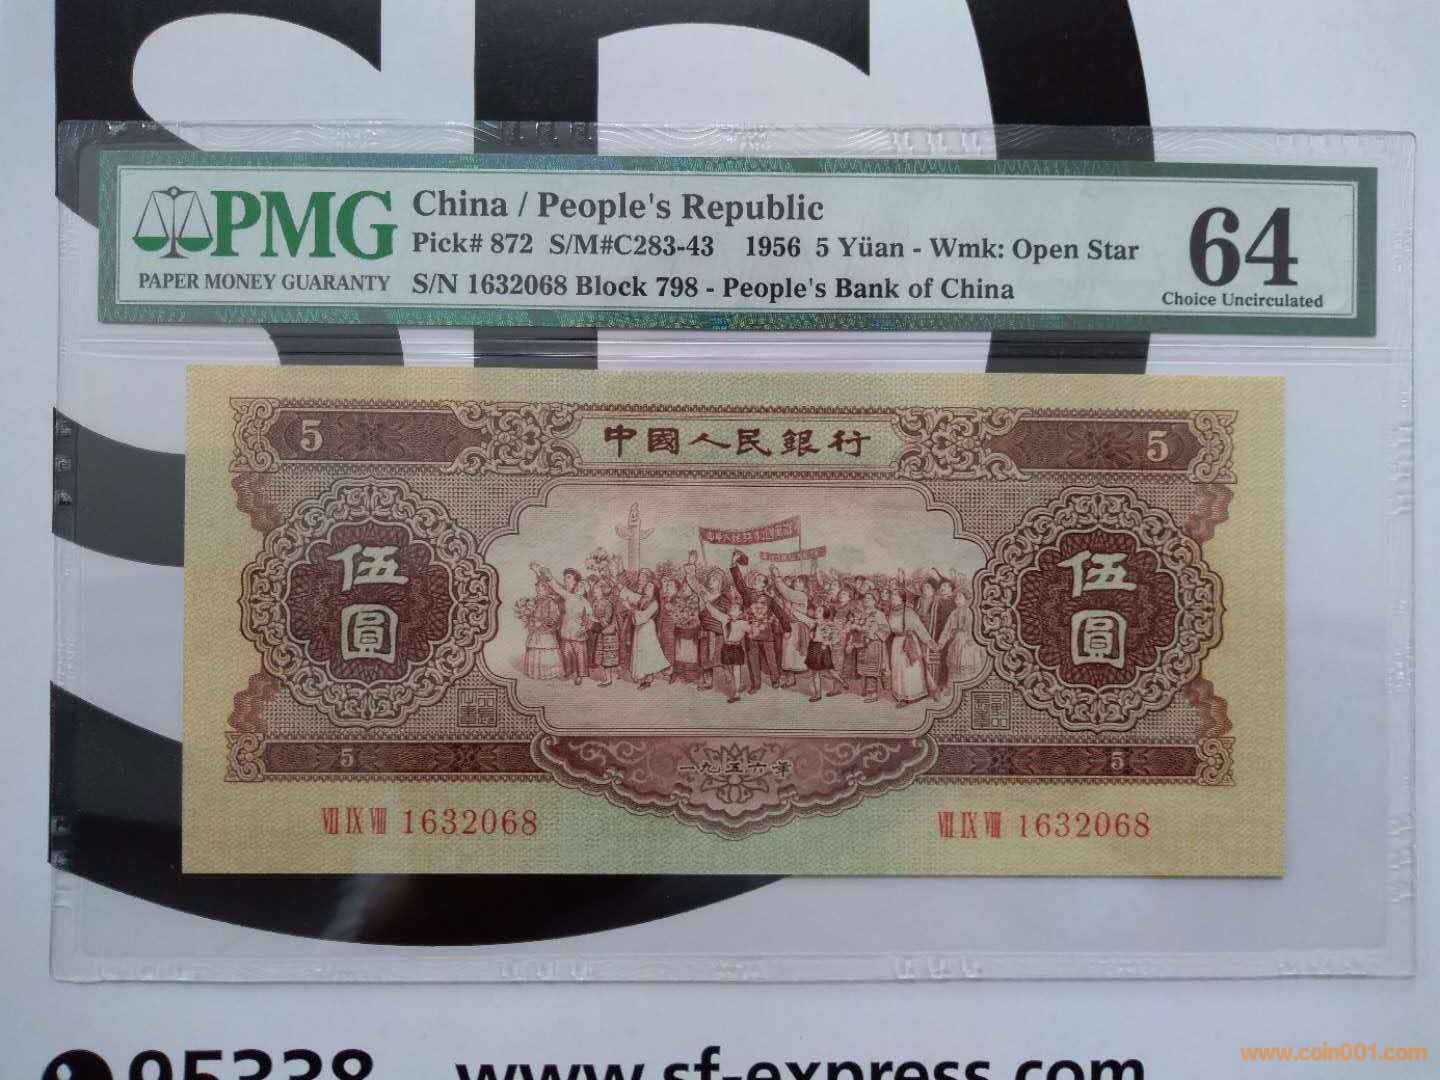 PMG
PAPER MONEY GUARANTY
China / People's Republic
Pick# 872 S/M#C283-43 1956 5 Yüan - Wmk: Open Star
S/N 1632068 Block 798 - People's Bank of China
64
Choice Uncirculated
5 中國人民銀行 5
伍圓 伍圓
5 一九五六年 5
Ⅶ Ⅸ Ⅷ 1632068 Ⅶ Ⅸ Ⅷ 1632068
95338 www.sf-express.com
www.coin001.com